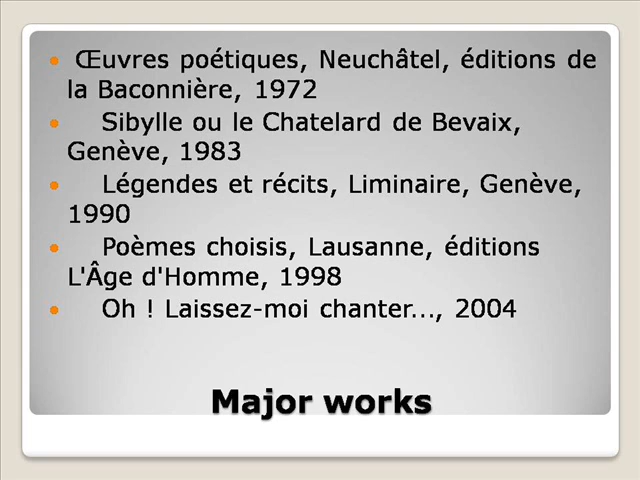 • Œuvres poétiques, Neuchâtel, éditions de
la Baconnière, 1972
• Sibylle ou le Chatelard de Bevaix,
Genève, 1983
• Légendes et récits, Liminaire, Genève,
1990
• Poèmes choisis, Lausanne, éditions
L'Âge d'Homme, 1998
• Oh ! Laissez-moi chanter..., 2004
Major works